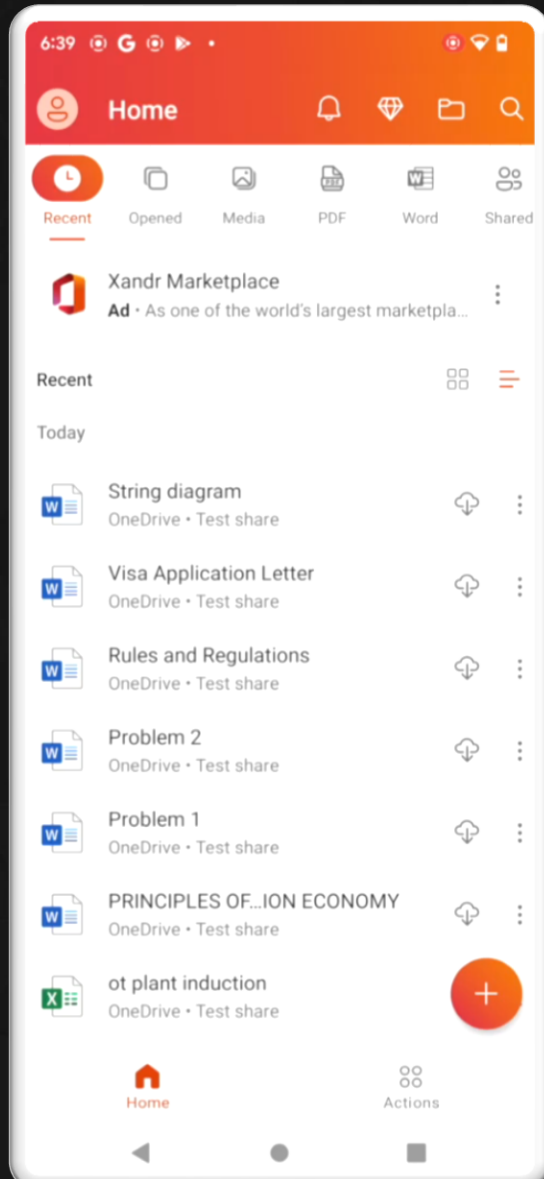 6:39
Home
Recent Opened Media PDF Word Shared
Xandr Marketplace
Ad • As one of the world's largest marketpla...
Recent
Today
String diagram
OneDrive • Test share
Visa Application Letter
OneDrive • Test share
Rules and Regulations
OneDrive • Test share
Problem 2
OneDrive • Test share
Problem 1
OneDrive • Test share
PRINCIPLES OF...ION ECONOMY
OneDrive • Test share
ot plant induction
OneDrive • Test share
Home Actions